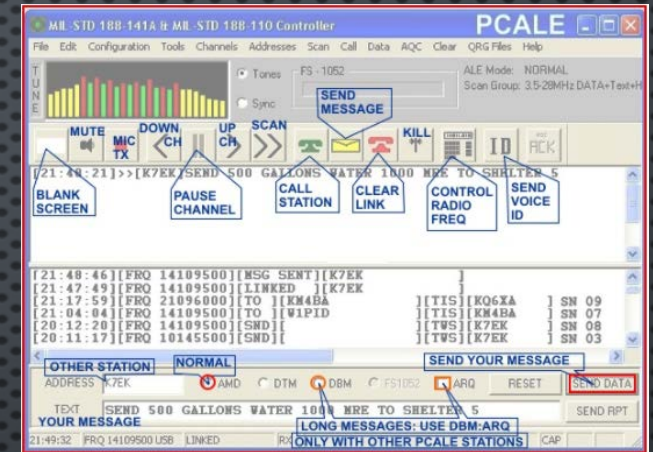 MIL-STD 188-141A & MIL-STD 188-110 Controller PCALE
File Edit Configuration Tools Channels Addresses Scan Call Data AQC Clear QRG Files Help
TUNE
Tones FS - 1052 ALE Mode: NORMAL
Sync Scan Group: 3.5-28MHz DATA+Text+H
SEND MESSAGE
MUTE MIC TX DOWN CH UP CH SCAN KILL
ID ACK
[21:48:21]>>[K7EK]SEND 500 GALLONS WATER 1000 MRE TO SHELTER 5
BLANK SCREEN
PAUSE CHANNEL
CALL STATION
CLEAR LINK
CONTROL RADIO FREQ
SEND VOICE ID
[21:48:46][FRQ 14109500][MSG SENT][K7EK ]
[21:47:49][FRQ 14109500][LINKED ][K7EK ]
[21:17:59][FRQ 21096000][TO ][KM4BA ][TIS][KQ6XA ] SN 09
[21:04:04][FRQ 14109500][TO ][W1PID ][TIS][KM4BA ] SN 07
[20:12:20][FRQ 14109500][SND][ ][TWS][K7EK ] SN 08
[20:11:17][FRQ 10145500][SND][ ][TWS][K7EK ] SN 03
OTHER STATION NORMAL SEND YOUR MESSAGE
ADDRESS K7EK AMD DTM DBM FS1052 ARQ RESET SEND DATA
TEXT SEND 500 GALLONS WATER 1000 MRE TO SHELTER 5 SEND RPT
YOUR MESSAGE
LONG MESSAGES: USE DBM:ARQ
ONLY WITH OTHER PCALE STATIONS
21:49:32 FRQ 14109500 USB LINKED CAP